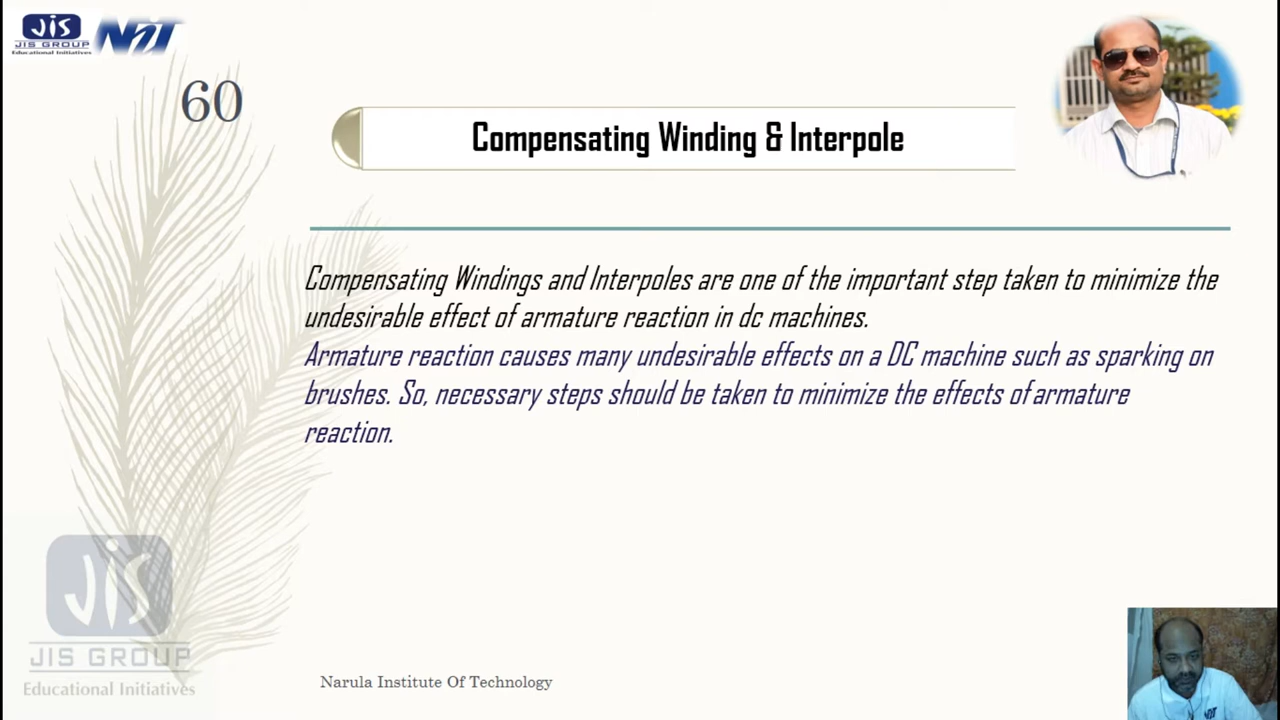 JIS
JIS GROUP
Educational Initiatives
NiT
60
Compensating Winding & Interpole
Compensating Windings and Interpoles are one of the important step taken to minimize the
undesirable effect of armature reaction in dc machines.
Armature reaction causes many undesirable effects on a DC machine such as sparking on
brushes. So, necessary steps should be taken to minimize the effects of armature
reaction.
JIS
JIS GROUP
Educational Initiatives
Narula Institute Of Technology
NiT